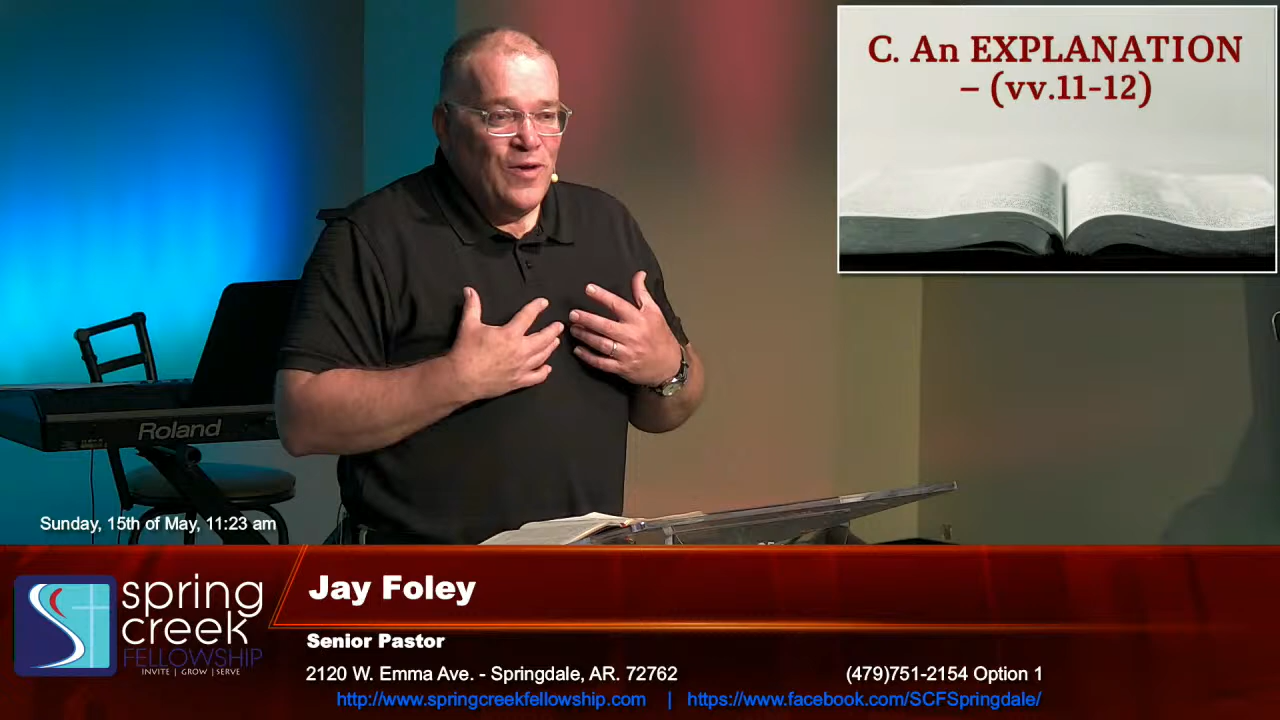 C. An EXPLANATION
– (vv.11-12)
Roland
Sunday, 15th of May, 11:23 am
spring
creek
FELLOWSHIP
INVITE | GROW | SERVE
Jay Foley
Senior Pastor
2120 W. Emma Ave. - Springdale, AR. 72762
(479)751-2154 Option 1
http://www.springcreekfellowship.com | https://www.facebook.com/SCFSpringdale/